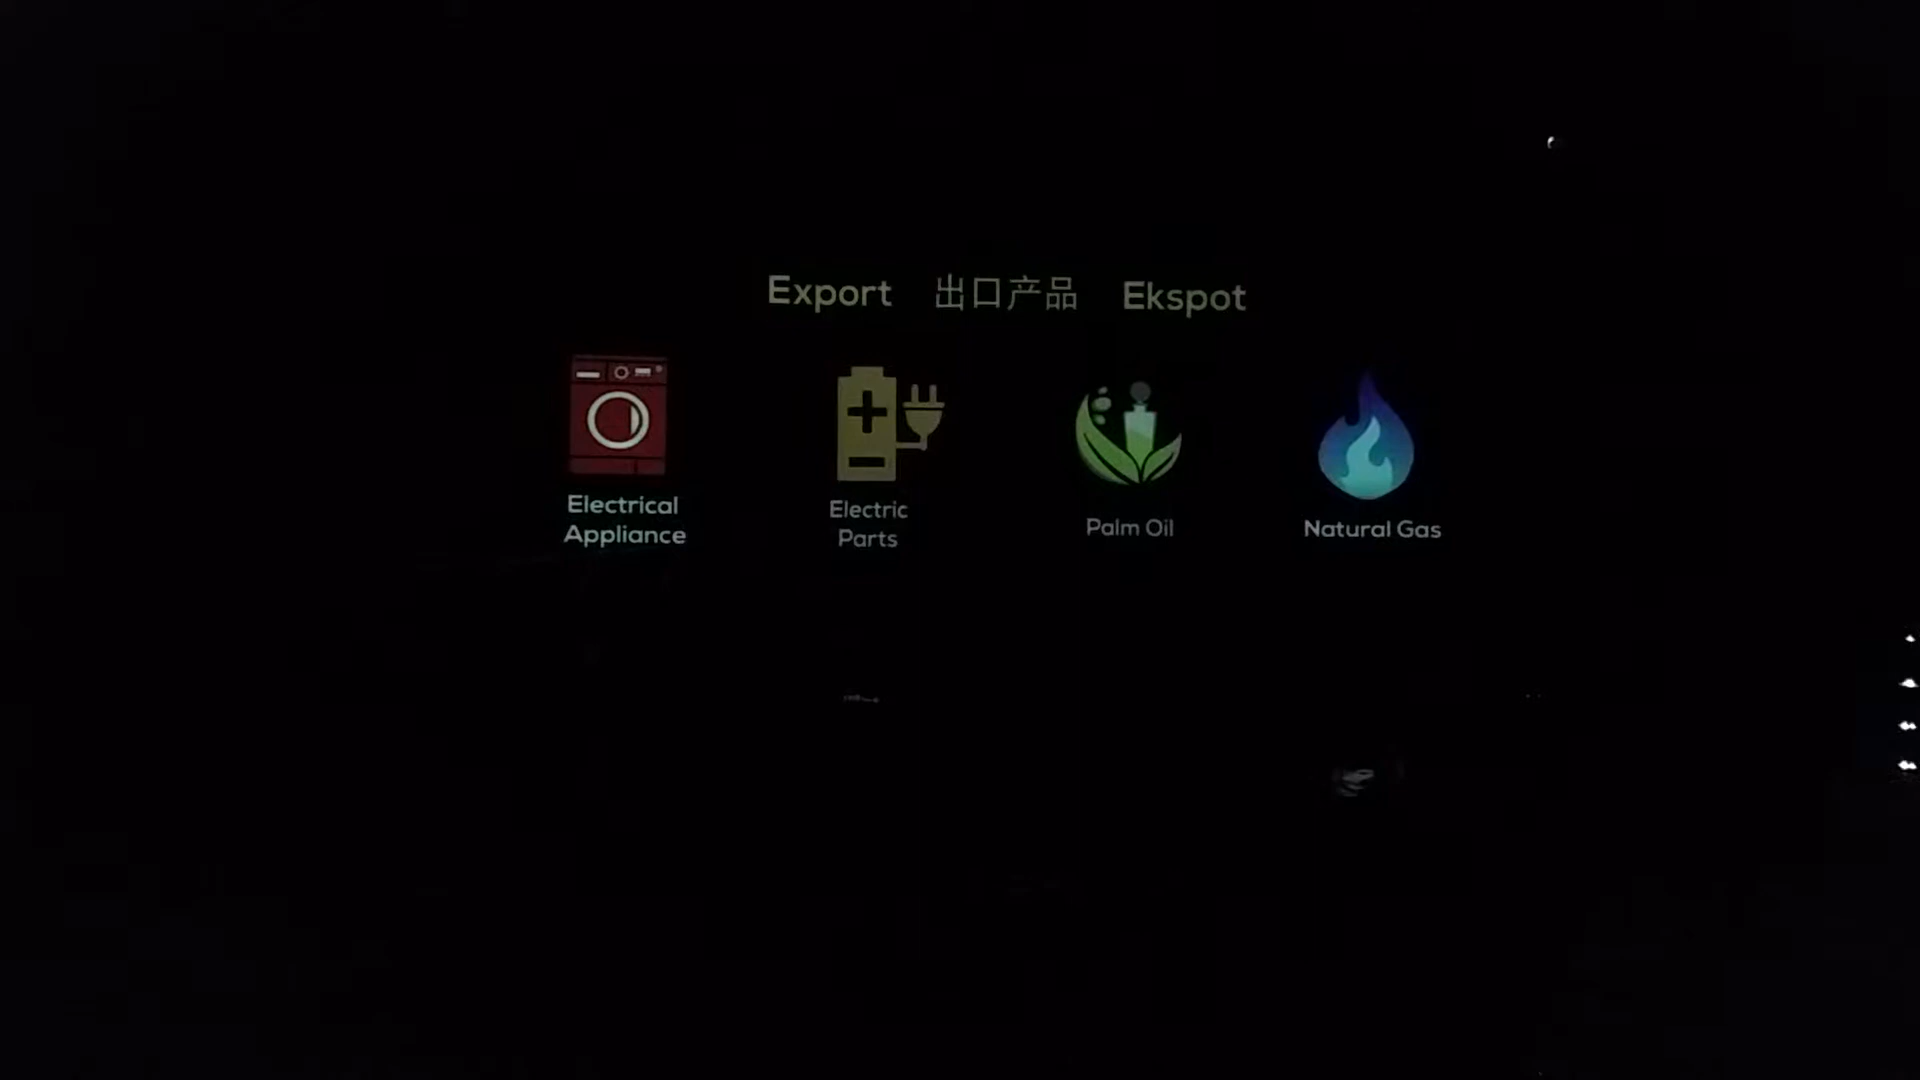 Export 出口产品 Ekspot
Electrical
Appliance
Electric
Parts
Palm Oil
Natural Gas